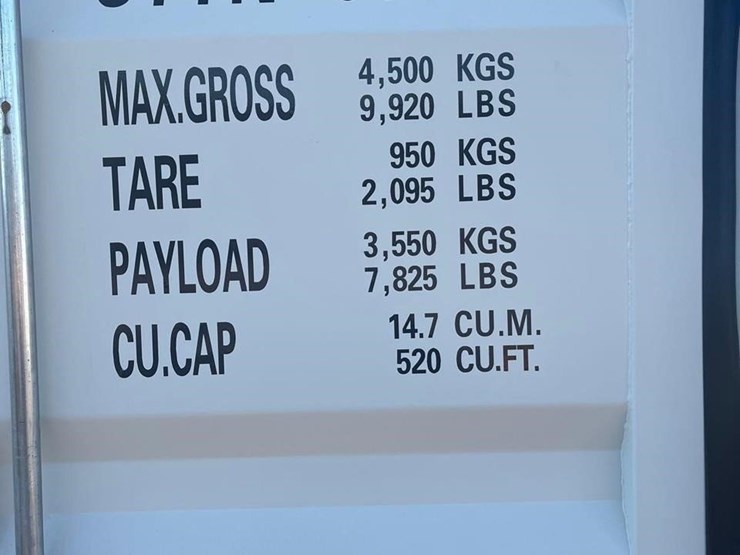 MAX.GROSS 4,500 KGS
9,920 LBS
TARE 950 KGS
2,095 LBS
PAYLOAD 3,550 KGS
7,825 LBS
CU.CAP 14.7 CU.M.
520 CU.FT.